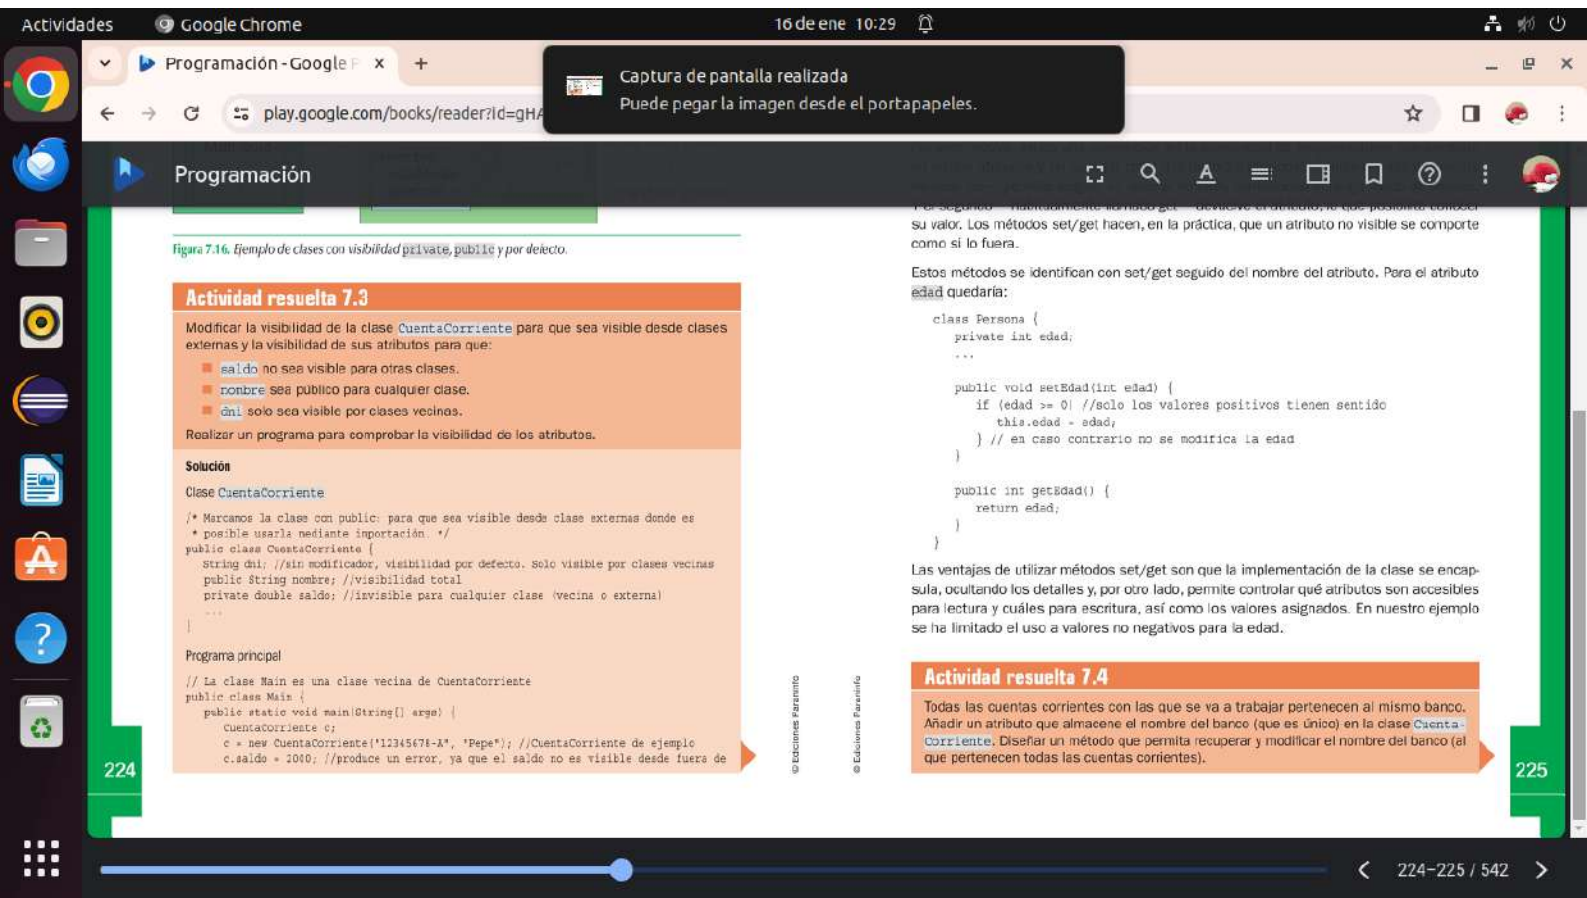 Actividades
Google Chrome
16 de ene 10:29
Programación - Google P
Captura de pantalla realizada
Puede pegar la imagen desde el portapapeles.
play.google.com/books/reader?id=gHA
Programación
Figura 7.16. Ejemplo de clases con visibilidad private, public y por defecto.
Actividad resuelta 7.3
Modificar la visibilidad de la clase CuentaCorriente para que sea visible desde clases
externas y la visibilidad de sus atributos para que:
saldo no sea visible para otras clases.
nombre sea público para cualquier clase.
dni solo sea visible por clases vecinas.
Realizar un programa para comprobar la visibilidad de los atributos.
Solución
Clase CuentaCorriente
/* Marcamos la clase con public: para que sea visible desde clase externas donde es
* posible usarla mediante importación. */
public class CuentaCorriente {
String dni; //sin modificador, visibilidad por defecto. Solo visible por clases vecinas
public String nombre; //visibilidad total
private double saldo; //invisible para cualquier clase (vecina o externa)
...
}
Programa principal
// La clase Main es una clase vecina de CuentaCorriente
public class Main {
public static void main(String[] args) {
CuentaCorriente c;
c = new CuentaCorriente("12345678-A", "Pepe"); //CuentaCorriente de ejemplo
c.saldo = 2000; //produce un error, ya que el saldo no es visible desde fuera de
224
© Ediciones Paraninfo
© Ediciones Paraninfo
su valor. Los métodos set/get hacen, en la práctica, que un atributo no visible se comporte
como si lo fuera.
Estos métodos se identifican con set/get seguido del nombre del atributo. Para el atributo
edad quedaría:
class Persona {
private int edad;
...
public void setEdad(int edad) {
if (edad >= 0) //solo los valores positivos tienen sentido
this.edad = edad;
} // en caso contrario no se modifica la edad
}
public int getEdad() {
return edad;
}
}
Las ventajas de utilizar métodos set/get son que la implementación de la clase se encap-
sula, ocultando los detalles y, por otro lado, permite controlar qué atributos son accesibles
para lectura y cuáles para escritura, así como los valores asignados. En nuestro ejemplo
se ha limitado el uso a valores no negativos para la edad.
Actividad resuelta 7.4
Todas las cuentas corrientes con las que se va a trabajar pertenecen al mismo banco.
Añadir un atributo que almacene el nombre del banco (que es único) en la clase Cuenta-
Corriente. Diseñar un método que permita recuperar y modificar el nombre del banco (al
que pertenecen todas las cuentas corrientes).
225
224-225 / 542